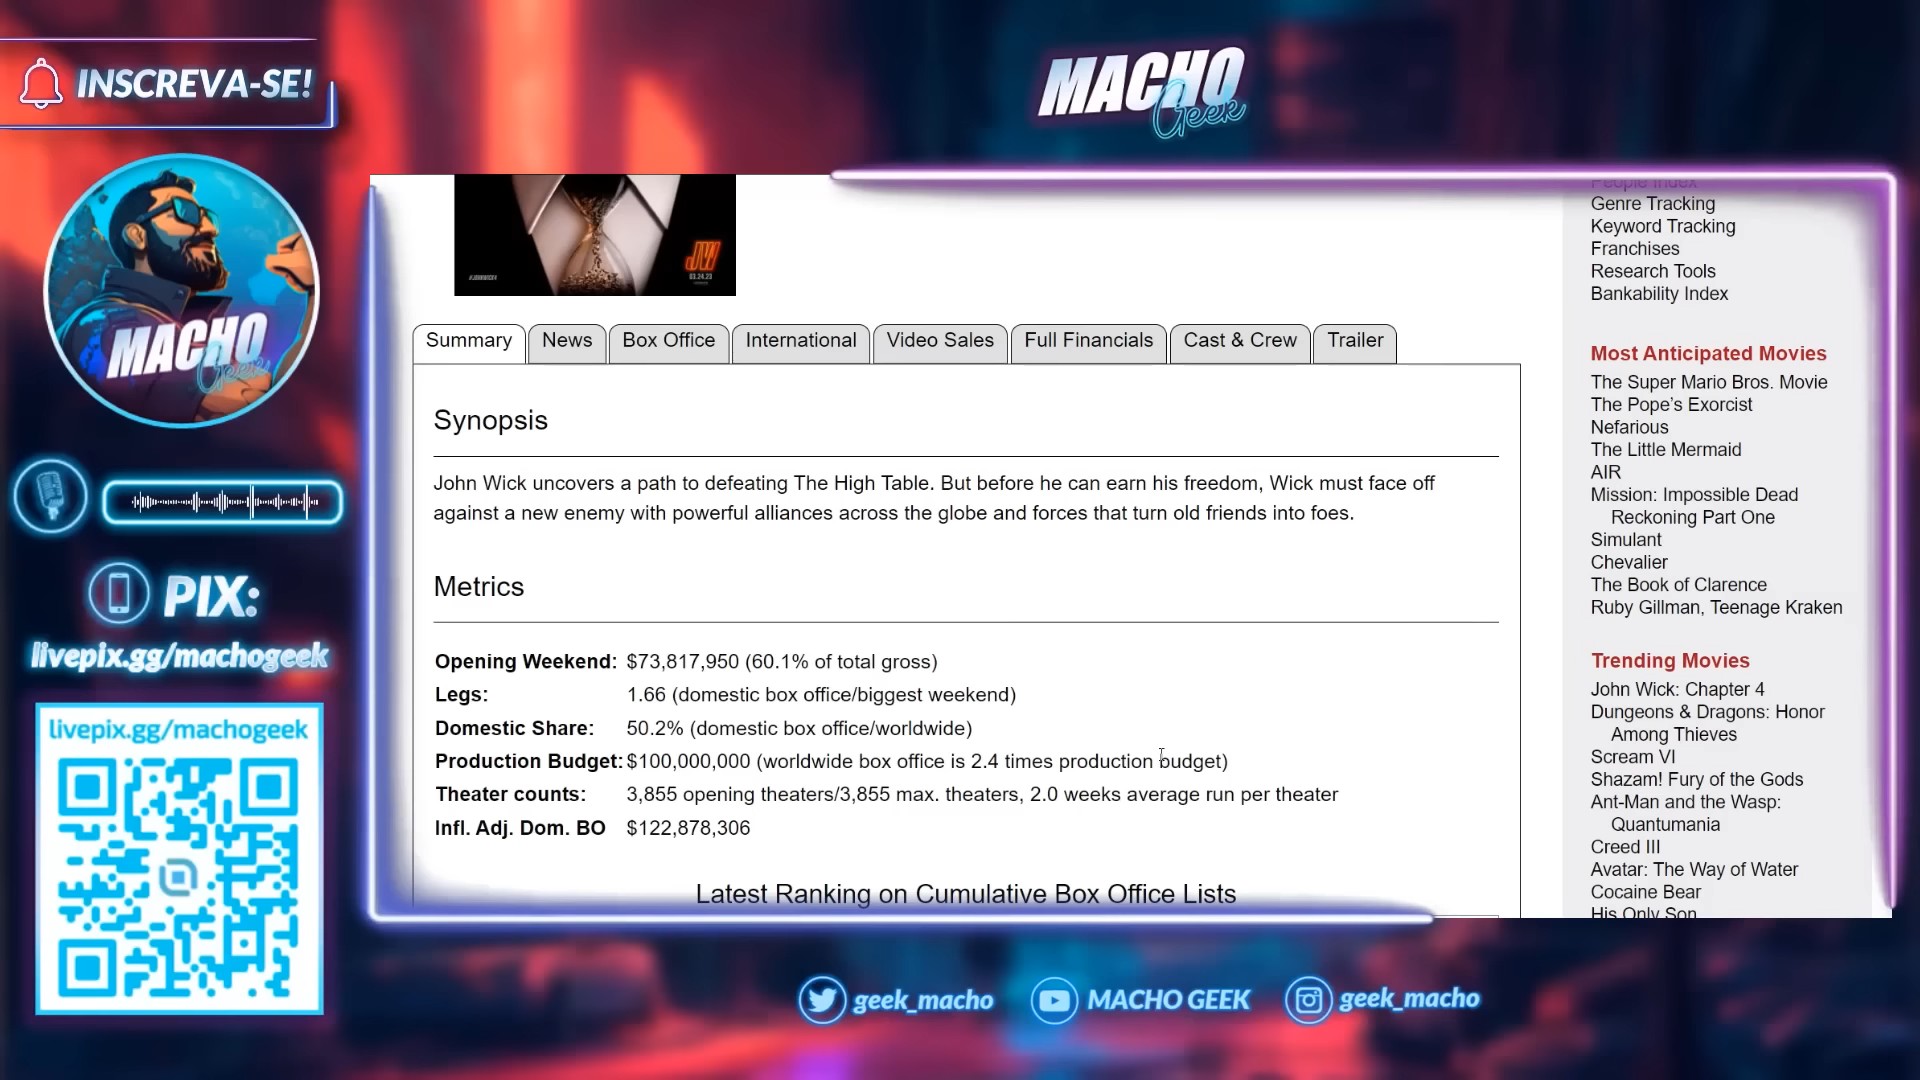 INSCREVA-SE!
MACHO
Geek
MACHO
Geek
PIX:
livepix.gg/machogeek
livepix.gg/machogeek
JW
03.24.23
Summary
News
Box Office
International
Video Sales
Full Financials
Cast & Crew
Trailer
Synopsis
John Wick uncovers a path to defeating The High Table. But before he can earn his freedom, Wick must face off
against a new enemy with powerful alliances across the globe and forces that turn old friends into foes.
Metrics
Opening Weekend: $73,817,950 (60.1% of total gross)
Legs: 1.66 (domestic box office/biggest weekend)
Domestic Share: 50.2% (domestic box office/worldwide)
Production Budget: $100,000,000 (worldwide box office is 2.4 times production budget)
Theater counts: 3,855 opening theaters/3,855 max. theaters, 2.0 weeks average run per theater
Infl. Adj. Dom. BO $122,878,306
Latest Ranking on Cumulative Box Office Lists
People Index
Genre Tracking
Keyword Tracking
Franchises
Research Tools
Bankability Index
Most Anticipated Movies
The Super Mario Bros. Movie
The Pope’s Exorcist
Nefarious
The Little Mermaid
AIR
Mission: Impossible Dead
Reckoning Part One
Simulant
Chevalier
The Book of Clarence
Ruby Gillman, Teenage Kraken
Trending Movies
John Wick: Chapter 4
Dungeons & Dragons: Honor
Among Thieves
Scream VI
Shazam! Fury of the Gods
Ant-Man and the Wasp:
Quantumania
Creed III
Avatar: The Way of Water
Cocaine Bear
His Only Son
geek_macho
MACHO GEEK
geek_macho